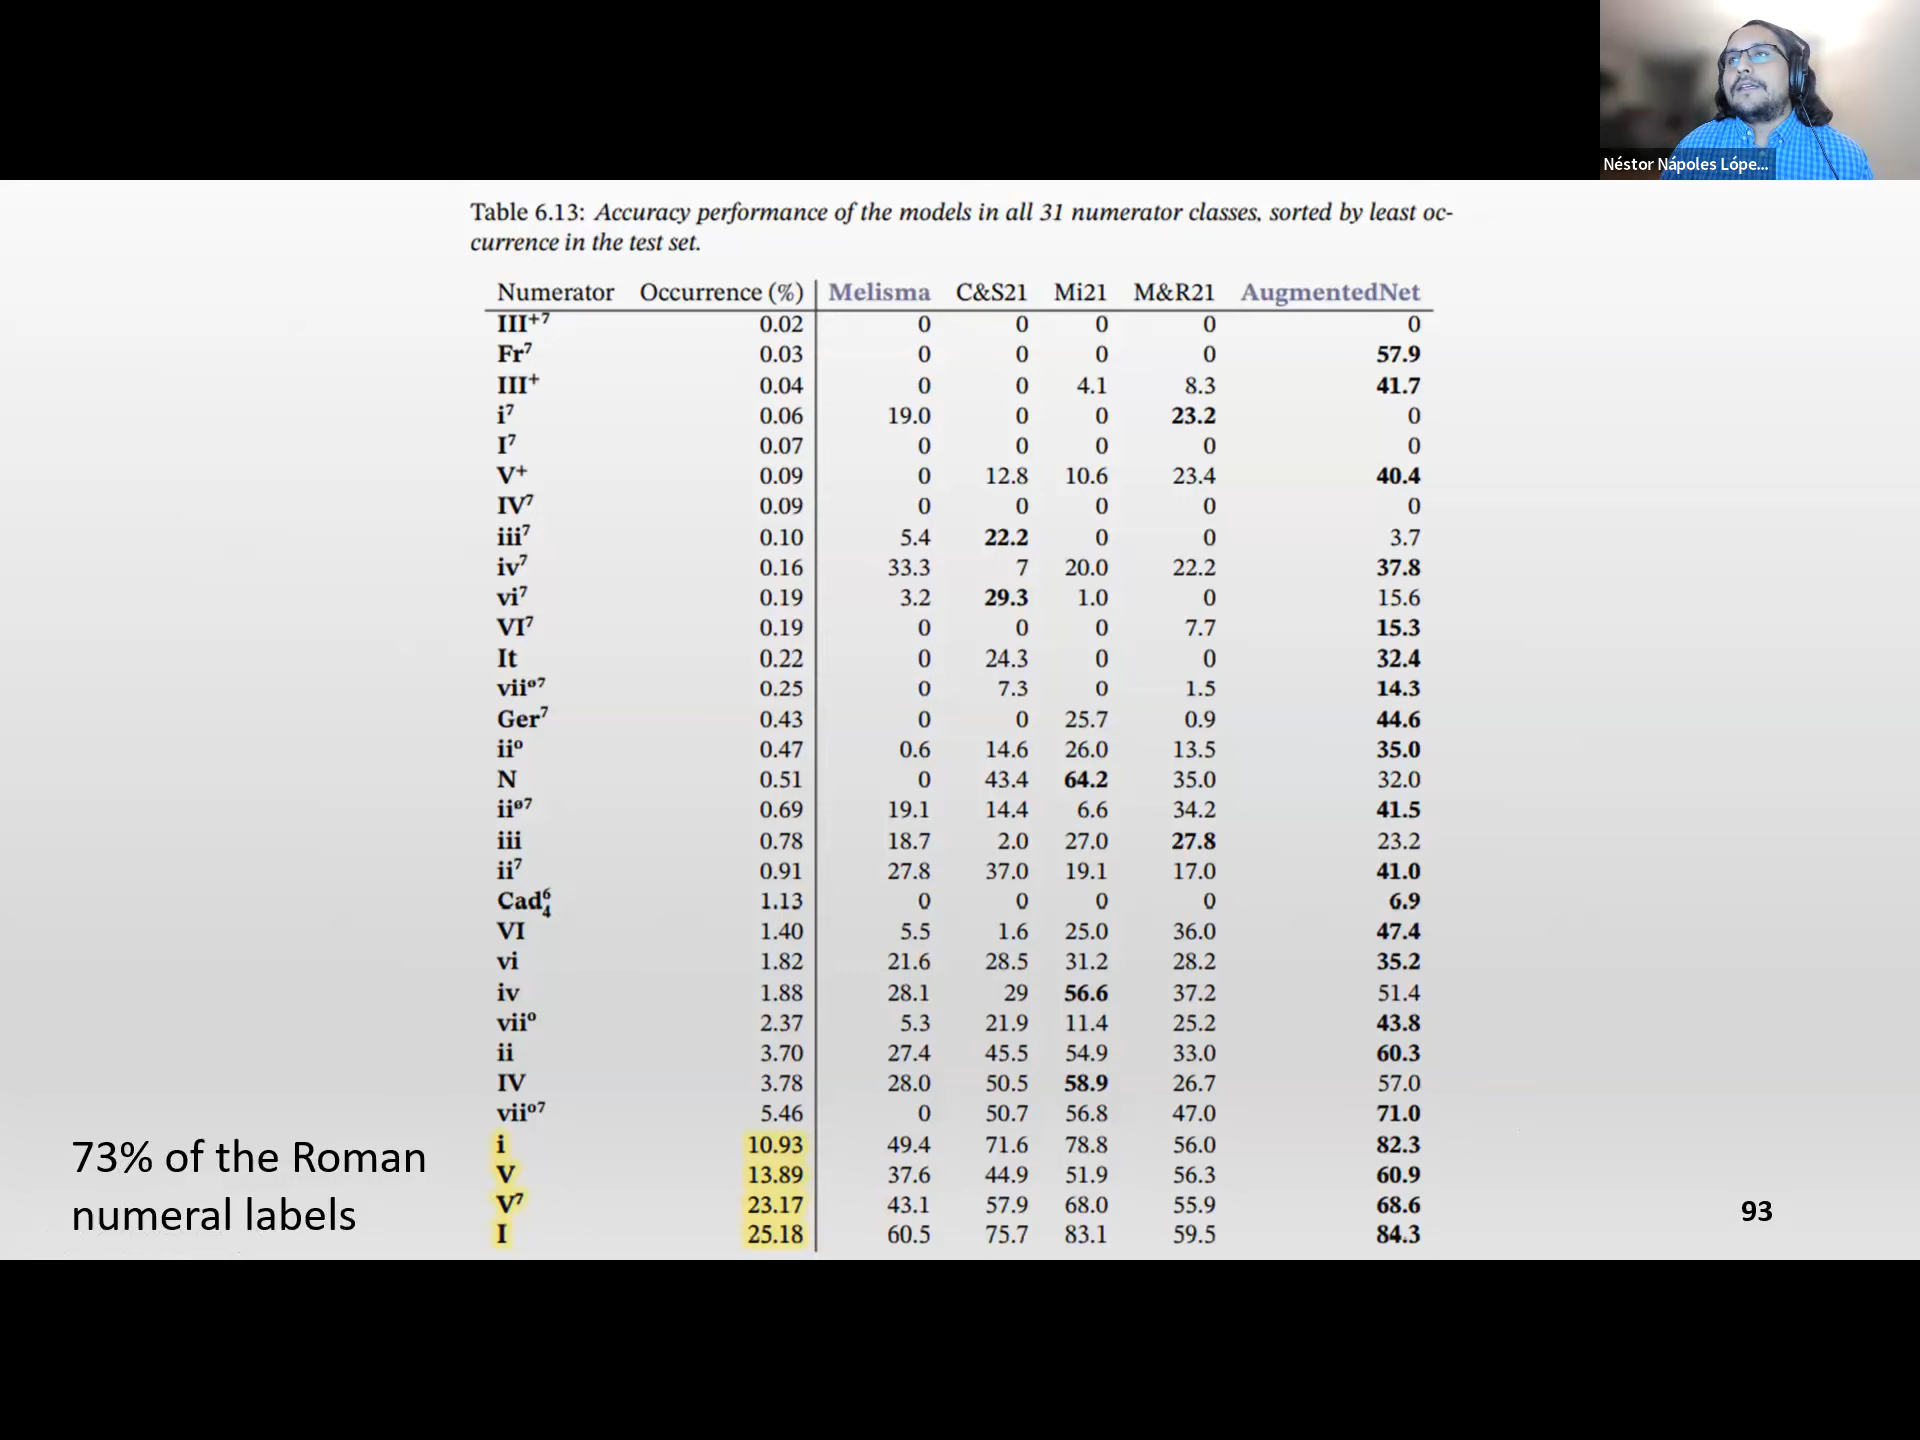 Néstor Nápoles Lópe...
Table 6.13: Accuracy performance of the models in all 31 numerator classes, sorted by least oc-
currence in the test set.
Numerator Occurrence (%) Melisma C&S21 Mi21 M&R21 AugmentedNet
III+7 0.02 0 0 0 0 0
Fr7 0.03 0 0 0 0 57.9
III+ 0.04 0 0 4.1 8.3 41.7
i7 0.06 19.0 0 0 23.2 0
I7 0.07 0 0 0 0 0
V+ 0.09 0 12.8 10.6 23.4 40.4
IV7 0.09 0 0 0 0 0
iii7 0.10 5.4 22.2 0 0 3.7
iv7 0.16 33.3 7 20.0 22.2 37.8
vi7 0.19 3.2 29.3 1.0 0 15.6
VI7 0.19 0 0 0 7.7 15.3
It 0.22 0 24.3 0 0 32.4
viiø7 0.25 0 7.3 0 1.5 14.3
Ger7 0.43 0 0 25.7 0.9 44.6
iio 0.47 0.6 14.6 26.0 13.5 35.0
N 0.51 0 43.4 64.2 35.0 32.0
iiø7 0.69 19.1 14.4 6.6 34.2 41.5
iii 0.78 18.7 2.0 27.0 27.8 23.2
ii7 0.91 27.8 37.0 19.1 17.0 41.0
Cad64 1.13 0 0 0 0 6.9
VI 1.40 5.5 1.6 25.0 36.0 47.4
vi 1.82 21.6 28.5 31.2 28.2 35.2
iv 1.88 28.1 29 56.6 37.2 51.4
viio 2.37 5.3 21.9 11.4 25.2 43.8
ii 3.70 27.4 45.5 54.9 33.0 60.3
IV 3.78 28.0 50.5 58.9 26.7 57.0
viio7 5.46 0 50.7 56.8 47.0 71.0
i 10.93 49.4 71.6 78.8 56.0 82.3
V 13.89 37.6 44.9 51.9 56.3 60.9
V7 23.17 43.1 57.9 68.0 55.9 68.6
I 25.18 60.5 75.7 83.1 59.5 84.3
73% of the Roman
numeral labels
93